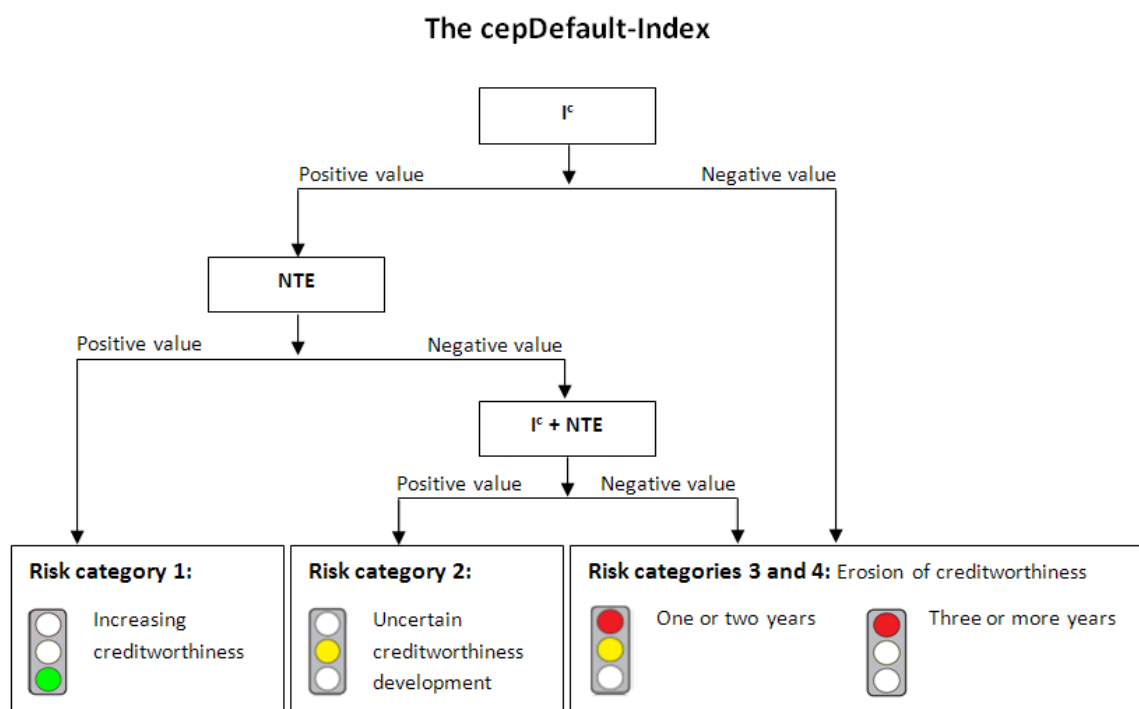 The cepDefault-Index
Iᶜ
Positive value
Negative value
NTE
Positive value
Negative value
Iᶜ + NTE
Positive value
Negative value
Risk category 1:
Increasing
creditworthiness
Risk category 2:
Uncertain
creditworthiness
development
Risk categories 3 and 4: Erosion of creditworthiness
One or two years
Three or more years